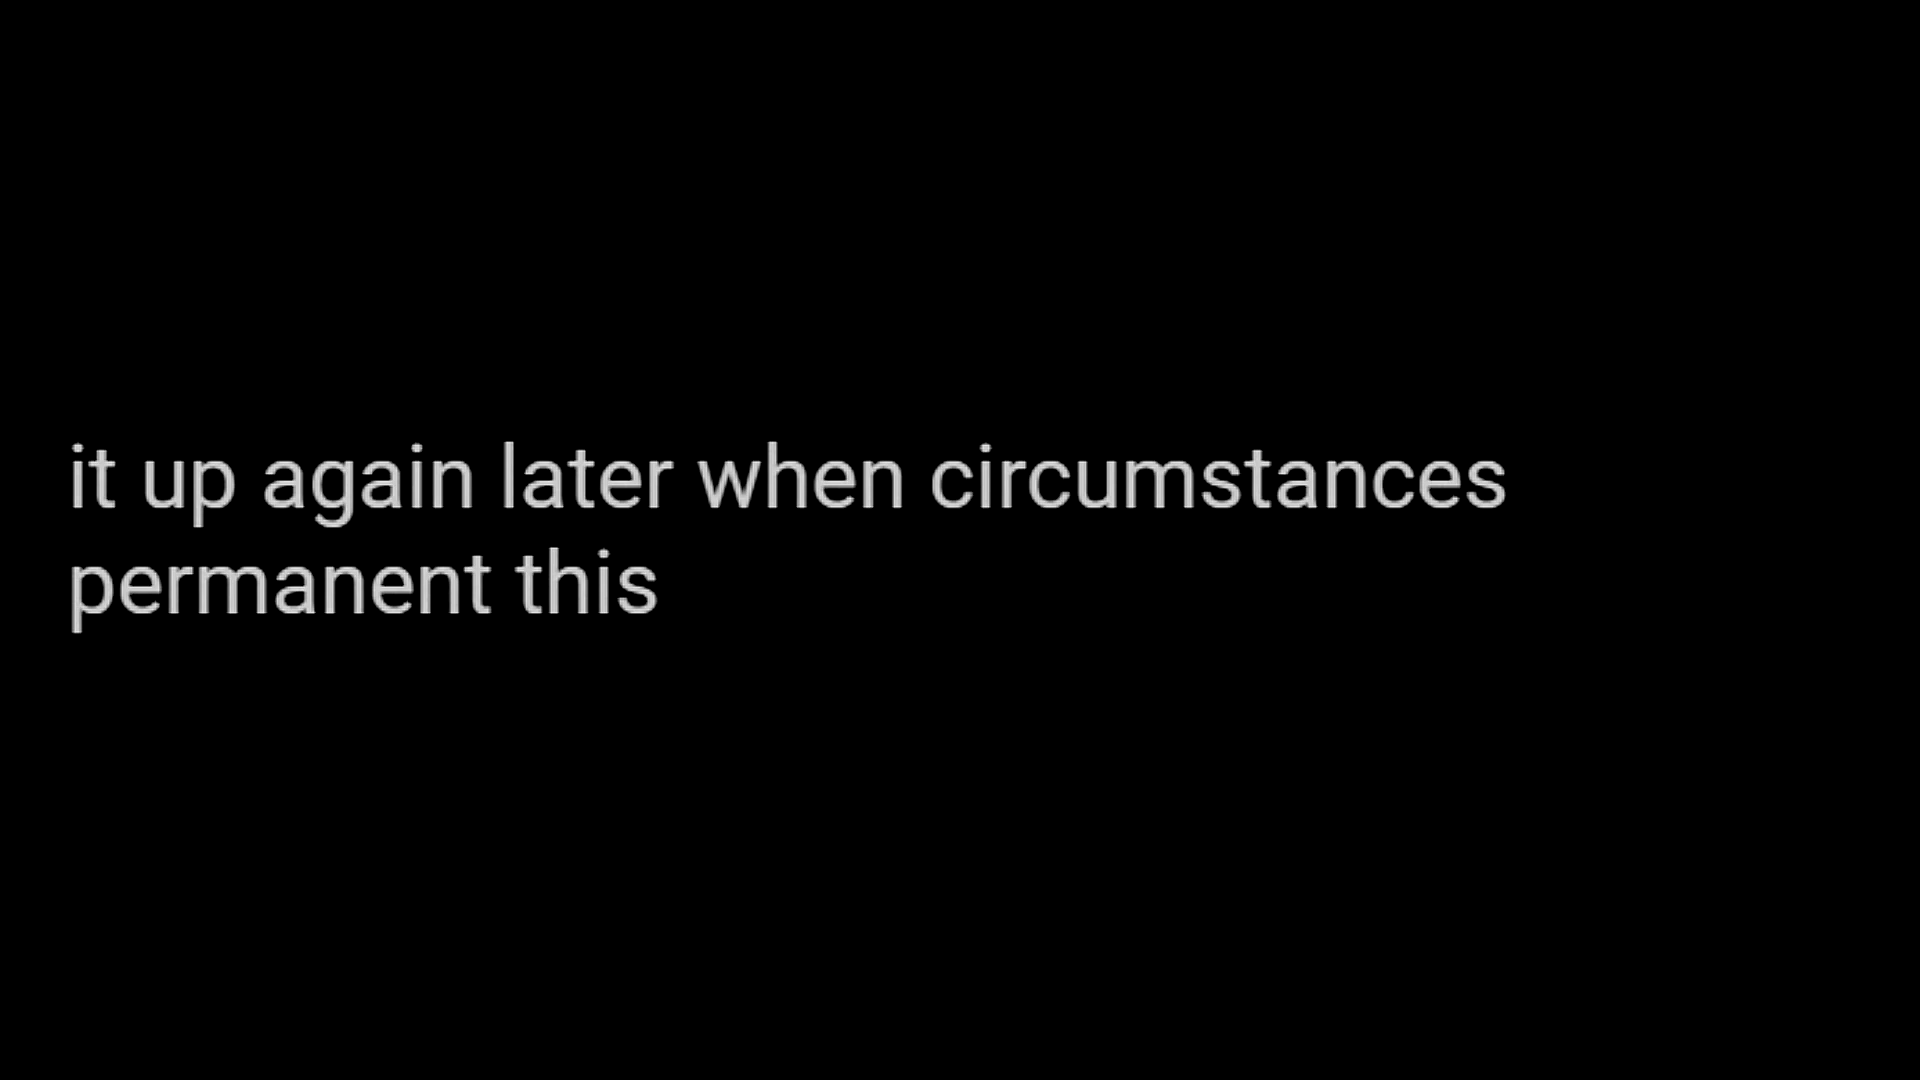 it up again later when circumstances
permanent this